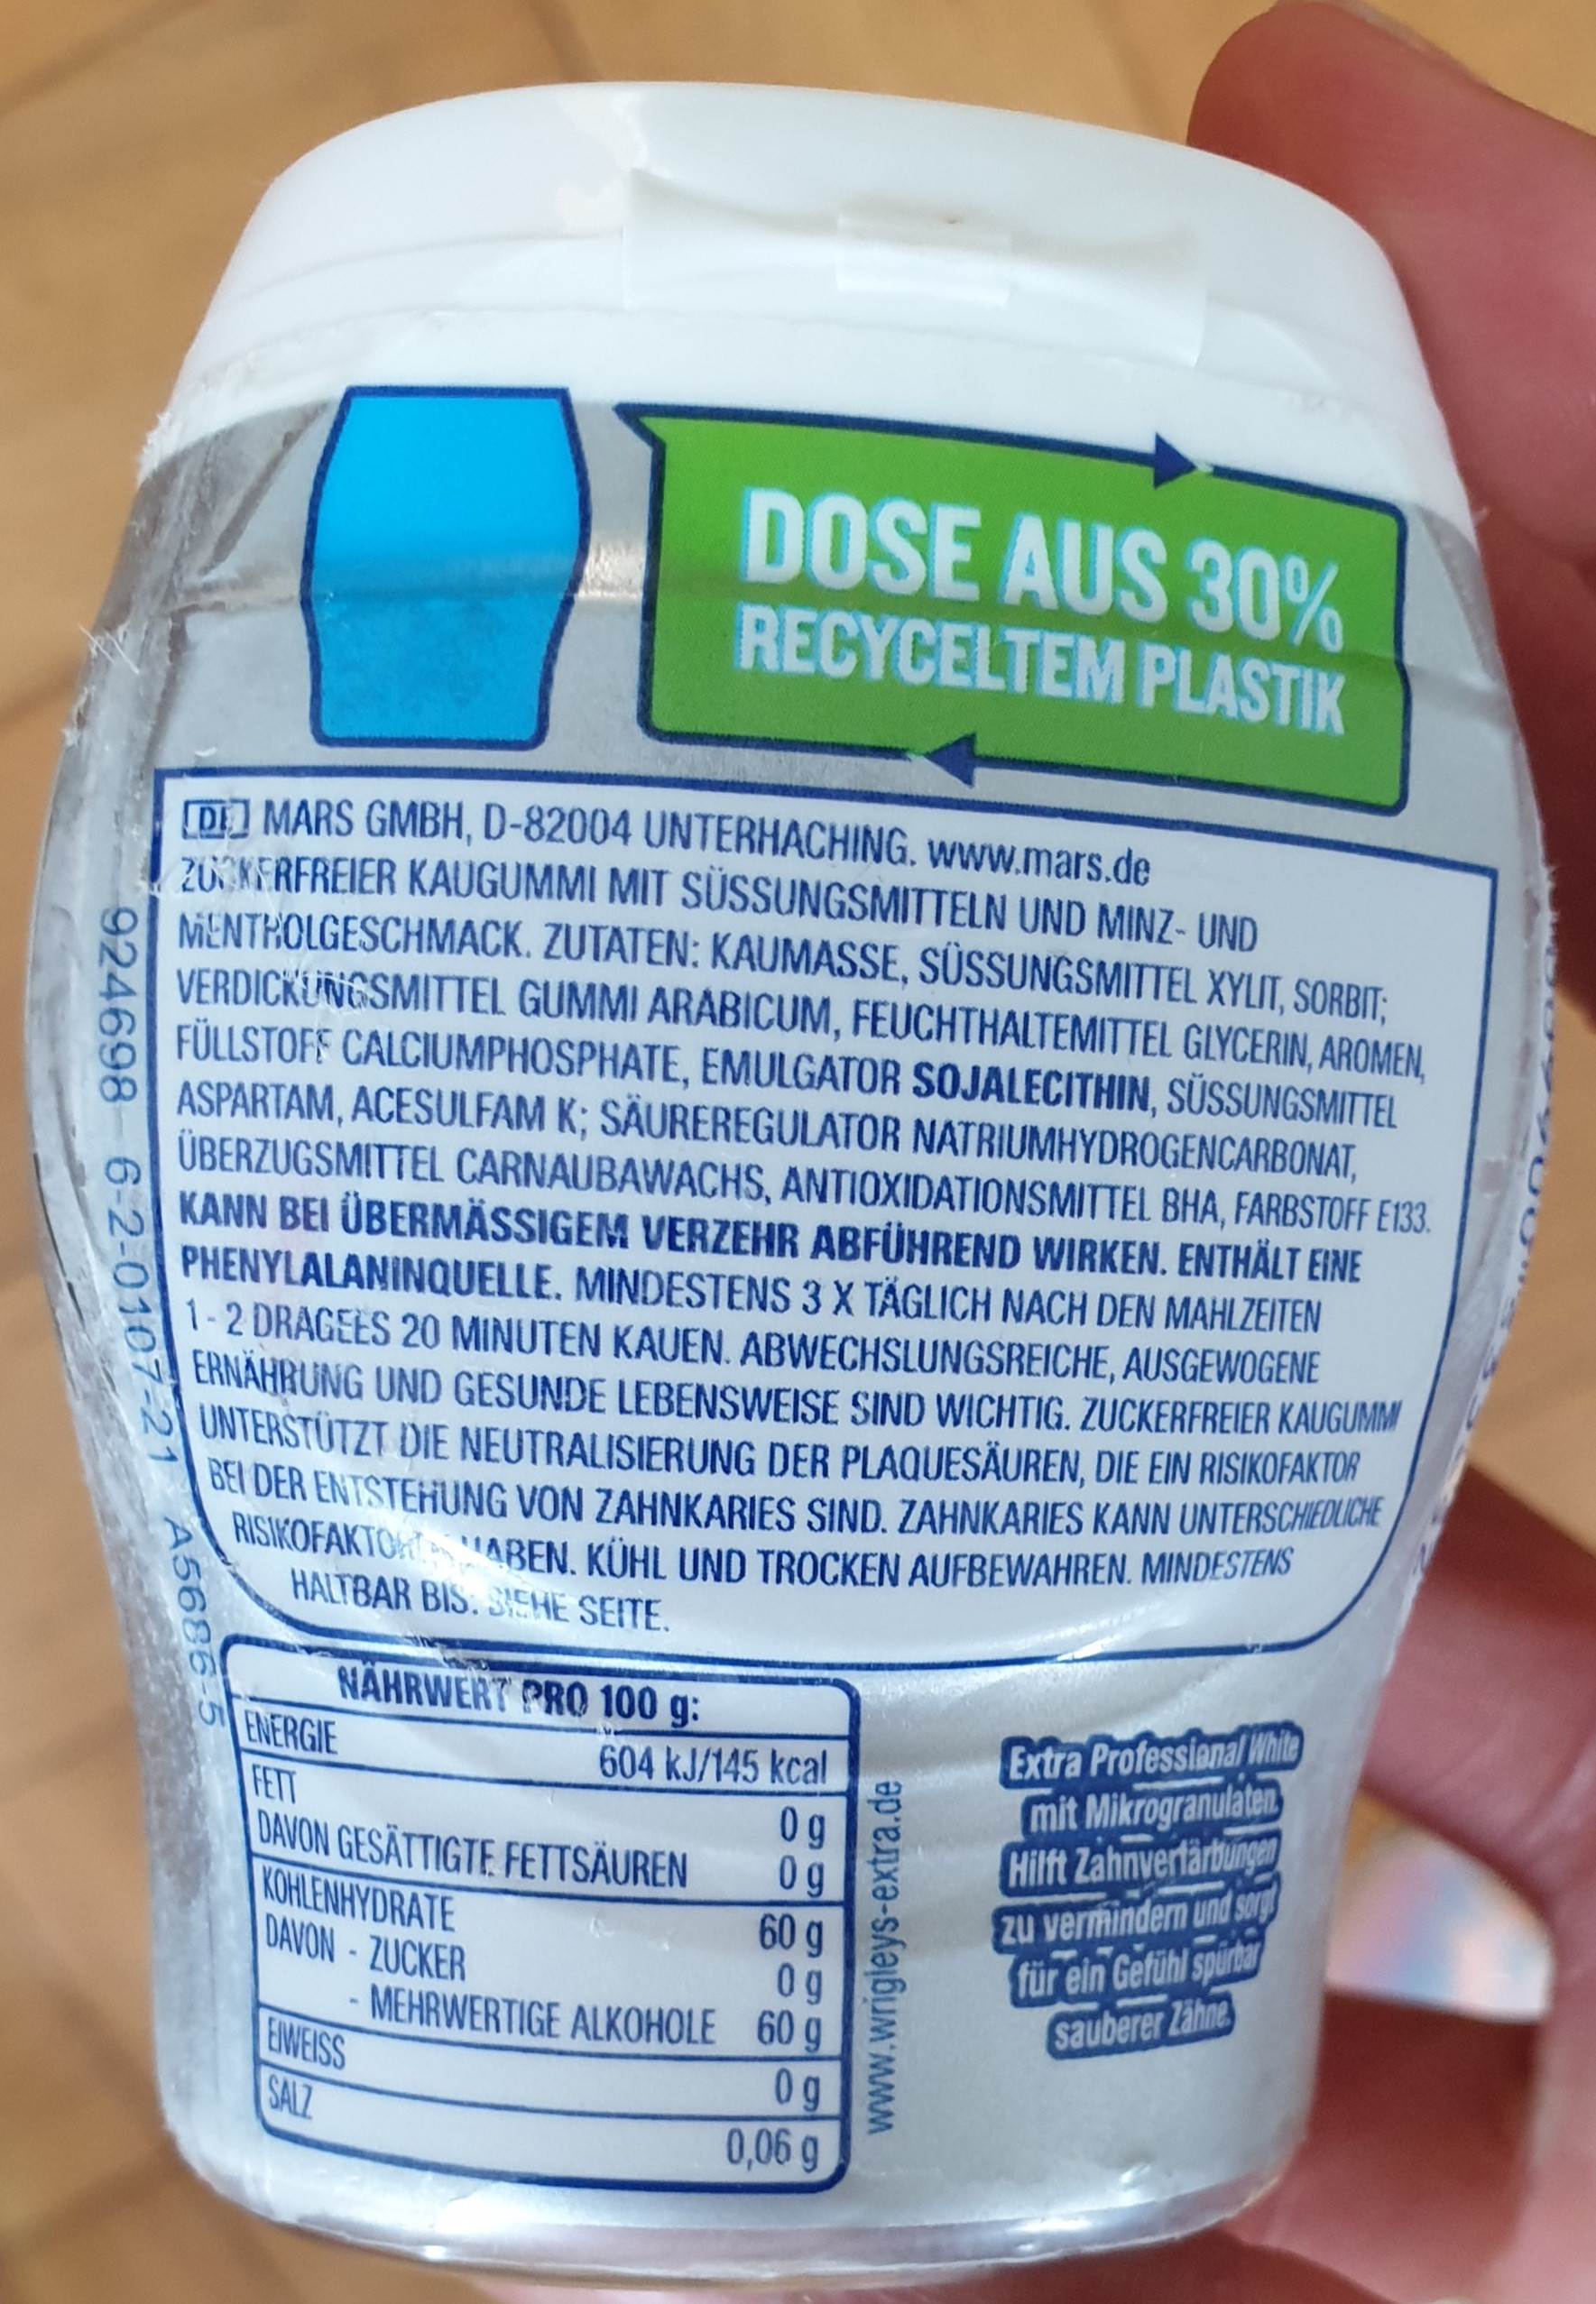 DOSE AUS 30%
RECYCELTEM PLASTIK
DE MARS GMBH, D-82004 UNTERHACHING. www.mars.de
ZUCKERFREIER KAUGUMMI MIT SÜSSUNGSMITTELN UND MINZ- UND
MENTHOLGESCHMACK. ZUTATEN: KAUMASSE, SÜSSUNGSMITTEL XYLIT, SORBIT;
VERDICKUNGSMITTEL GUMMI ARABICUM, FEUCHTHALTEMITTEL GLYCERIN, AROMEN,
FÜLLSTOFF CALCIUMPHOSPHATE, EMULGATOR SOJALECITHIN, SÜSSUNGSMITTEL
ASPARTAM, ACESULFAM K; SÄUREREGULATOR NATRIUMHYDROGENCARBONAT,
ÜBERZUGSMITTEL CARNAUBAWACHS, ANTIOXIDATIONSMITTEL BHA, FARBSTOFF E133.
KANN BEI ÜBERMÄSSIGEM VERZEHR ABFÜHREND WIRKEN. ENTHÄLT EINE
PHENYLALANINQUELLE. MINDESTENS 3 X TÄGLICH NACH DEN MAHLZEITEN
1-2 DRAGEES 20 MINUTEN KAUEN. ABWECHSLUNGSREICHE, AUSGEWOGENE
ERNÄHRUNG UND GESUNDE LEBENSWEISE SIND WICHTIG. ZUCKERFREIER KAUGUMMI
UNTERSTÜTZT DIE NEUTRALISIERUNG DER PLAQUESÄUREN, DIE EIN RISIKOFAKTOR
BEI DER ENTSTEHUNG VON ZAHNKARIES SIND. ZAHNKARIES KANN UNTERSCHIEDLICHE
RISIKOFAKTOREN HABEN. KÜHL UND TROCKEN AUFBEWAHREN. MINDESTENS
HALTBAR BIS: SIEHE SEITE.
924698 6-2-0107-21 A5686-5
NÄHRWERT PRO 100 g:
ENERGIE 604 kJ/145 kcal
FETT 0 g
DAVON GESÄTTIGTE FETTSÄUREN 0 g
KOHLENHYDRATE 60 g
DAVON - ZUCKER 0 g
- MEHRWERTIGE ALKOHOLE 60 g
EIWEISS 0 g
SALZ 0,06 g
www.wrigleys-extra.de
Extra Professional White
mit Mikrogranulaten.
Hilft Zahnverfärbungen
zu vermindern und sorgt
für ein Gefühl spürbar
sauberer Zähne.